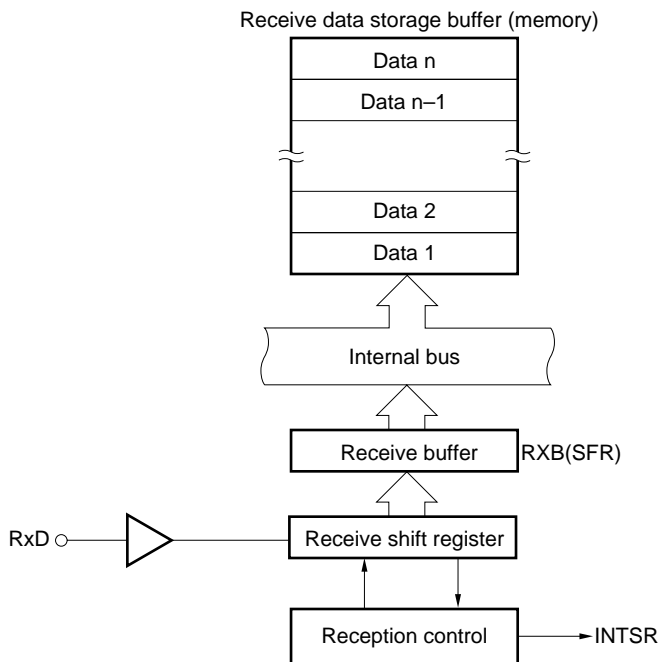 Receive data storage buffer (memory)
Data n
Data n–1
Data 2
Data 1
Internal bus
Receive buffer
RXB(SFR)
RxD
Receive shift register
Reception control
INTSR